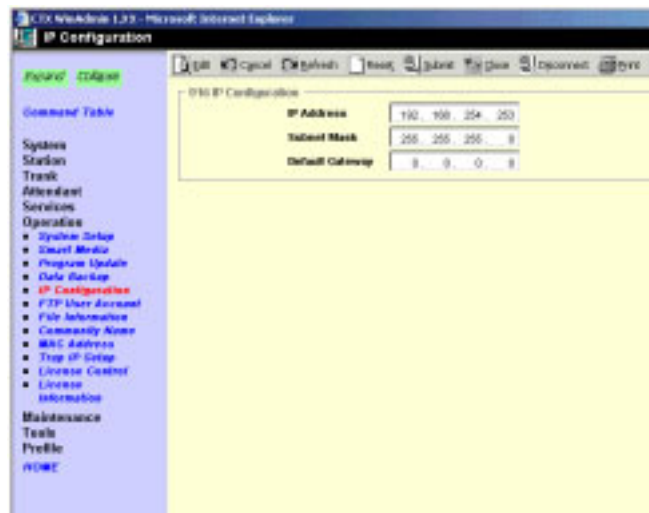 CTX WinAdmin 1.33 - Microsoft Internet Explorer
IP Configuration
Expand Collapse
Edit Cancel Refresh Reset Submit Close Disconnect Print
Command Table
IP Configuration
IP Address 192. 168. 254. 253
Subnet Mask 255. 255. 255. 0
Default Gateway 0. 0. 0. 0
System
Station
Trunk
Attendant
Services
Operation
System Setup
Smart Media
Program Update
Data Backup
IP Configuration
FTP User Account
File Information
Community Name
MAC Address
Trap IP Setup
License Control
License
Information
Maintenance
Tools
Profile
HOME